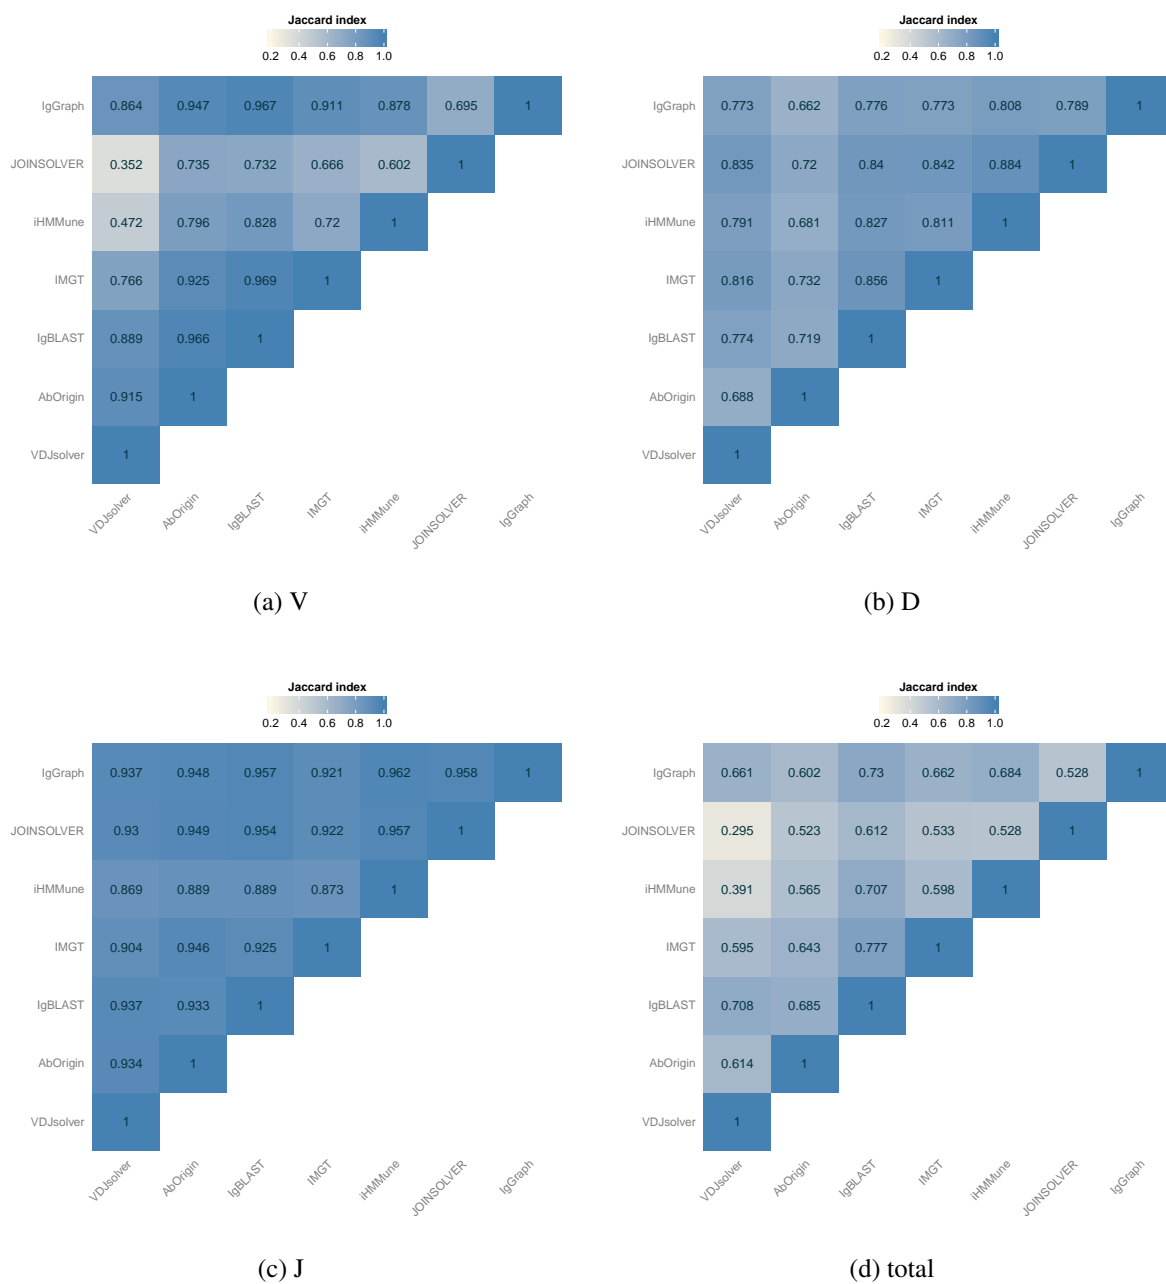 Jaccard index
0.2 0.4 0.6 0.8 1.0
IgGraph 0.864 0.947 0.967 0.911 0.878 0.695 1
JOINSOLVER 0.352 0.735 0.732 0.666 0.602 1
iHMMune 0.472 0.796 0.828 0.72 1
IMGT 0.766 0.925 0.969 1
IgBLAST 0.889 0.966 1
AbOrigin 0.915 1
VDJsolver 1
VDJsolver AbOrigin IgBLAST IMGT iHMMune JOINSOLVER IgGraph
(a) V
Jaccard index
0.2 0.4 0.6 0.8 1.0
IgGraph 0.773 0.662 0.776 0.773 0.808 0.789 1
JOINSOLVER 0.835 0.72 0.84 0.842 0.884 1
iHMMune 0.791 0.681 0.827 0.811 1
IMGT 0.816 0.732 0.856 1
IgBLAST 0.774 0.719 1
AbOrigin 0.688 1
VDJsolver 1
VDJsolver AbOrigin IgBLAST IMGT iHMMune JOINSOLVER IgGraph
(b) D
Jaccard index
0.2 0.4 0.6 0.8 1.0
IgGraph 0.937 0.948 0.957 0.921 0.962 0.958 1
JOINSOLVER 0.93 0.949 0.954 0.922 0.957 1
iHMMune 0.869 0.889 0.889 0.873 1
IMGT 0.904 0.946 0.925 1
IgBLAST 0.937 0.933 1
AbOrigin 0.934 1
VDJsolver 1
VDJsolver AbOrigin IgBLAST IMGT iHMMune JOINSOLVER IgGraph
(c) J
Jaccard index
0.2 0.4 0.6 0.8 1.0
IgGraph 0.661 0.602 0.73 0.662 0.684 0.528 1
JOINSOLVER 0.295 0.523 0.612 0.533 0.528 1
iHMMune 0.391 0.565 0.707 0.598 1
IMGT 0.595 0.643 0.777 1
IgBLAST 0.708 0.685 1
AbOrigin 0.614 1
VDJsolver 1
VDJsolver AbOrigin IgBLAST IMGT iHMMune JOINSOLVER IgGraph
(d) total